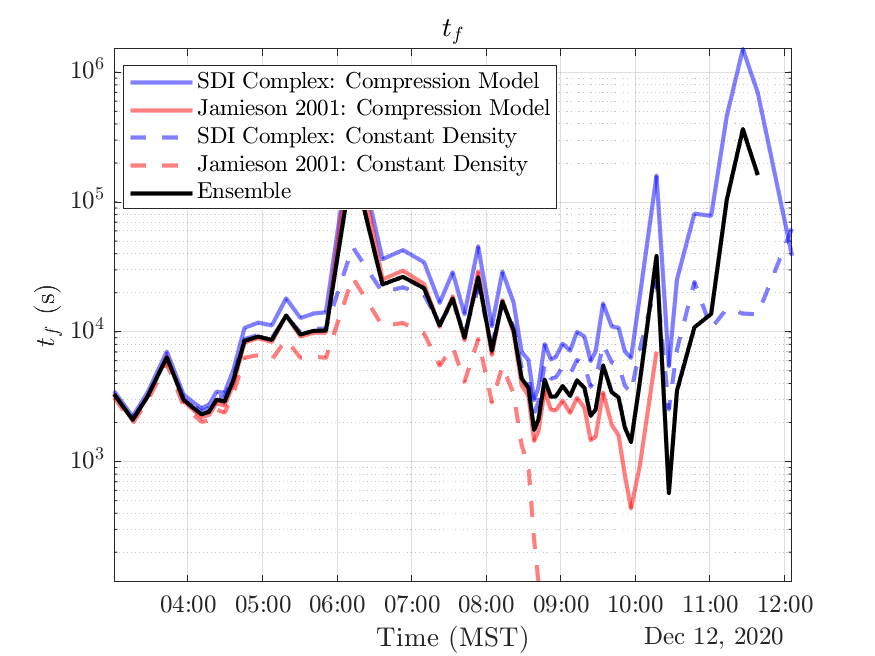 t_f
10^6
10^5
10^4
10^3
t_f (s)
SDI Complex: Compression Model
Jamieson 2001: Compression Model
SDI Complex: Constant Density
Jamieson 2001: Constant Density
Ensemble
04:00 05:00 06:00 07:00 08:00 09:00 10:00 11:00 12:00
Time (MST)
Dec 12, 2020